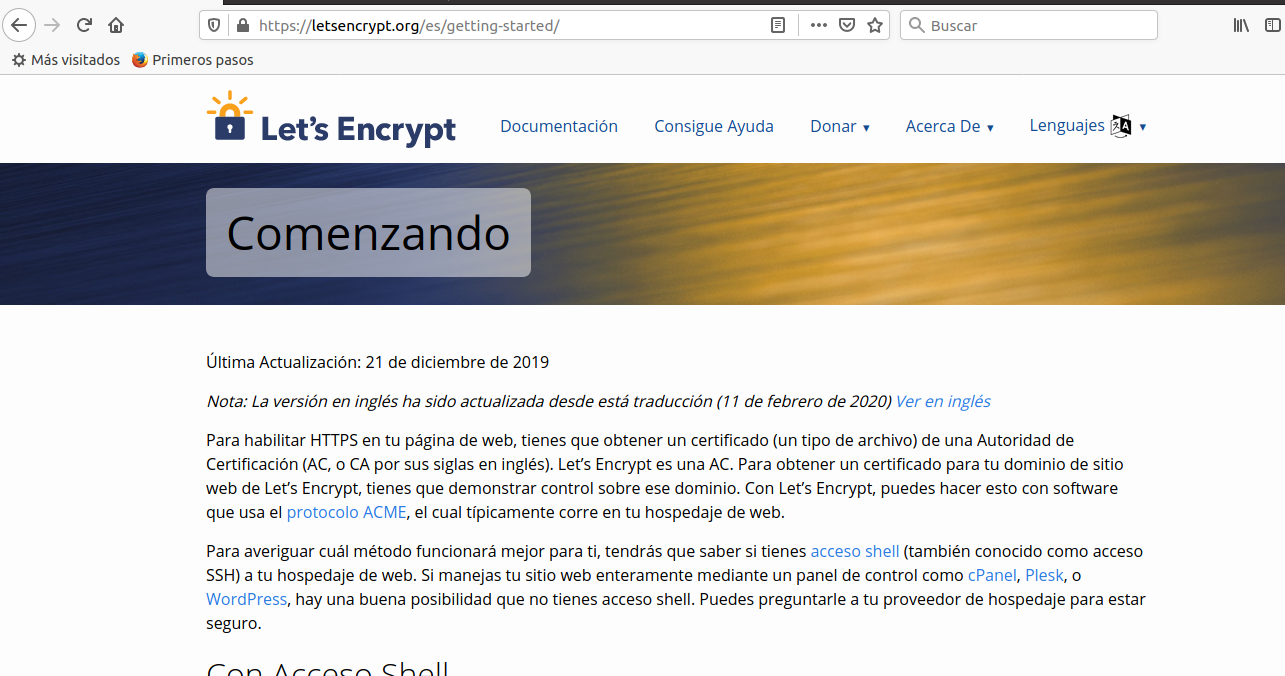 https://letsencrypt.org/es/getting-started/
Buscar
Más visitados
Primeros pasos
Let's Encrypt
Documentación
Consigue Ayuda
Donar ▼
Acerca De ▼
Lenguajes
▼
Comenzando
Última Actualización: 21 de diciembre de 2019
Nota: La versión en inglés ha sido actualizada desde está traducción (11 de febrero de 2020) Ver en inglés
Para habilitar HTTPS en tu página de web, tienes que obtener un certificado (un tipo de archivo) de una Autoridad de
Certificación (AC, o CA por sus siglas en inglés). Let’s Encrypt es una AC. Para obtener un certificado para tu dominio de sitio
web de Let’s Encrypt, tienes que demonstrar control sobre ese dominio. Con Let’s Encrypt, puedes hacer esto con software
que usa el protocolo ACME, el cual típicamente corre en tu hospedaje de web.
Para averiguar cuál método funcionará mejor para ti, tendrás que saber si tienes acceso shell (también conocido como acceso
SSH) a tu hospedaje de web. Si manejas tu sitio web enteramente mediante un panel de control como cPanel, Plesk, o
WordPress, hay una buena posibilidad que no tienes acceso shell. Puedes preguntarle a tu proveedor de hospedaje para estar
seguro.
Con Acceso Shell